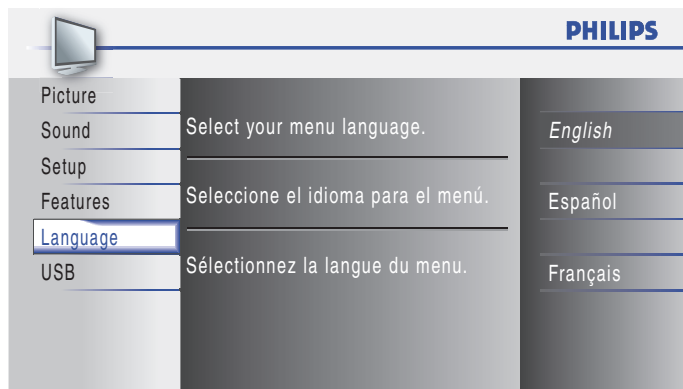 PHILIPS
Picture
Sound
Setup
Features
Language
USB
Select your menu language.
Seleccione el idioma para el menú.
Sélectionnez la langue du menu.
English
Español
Français